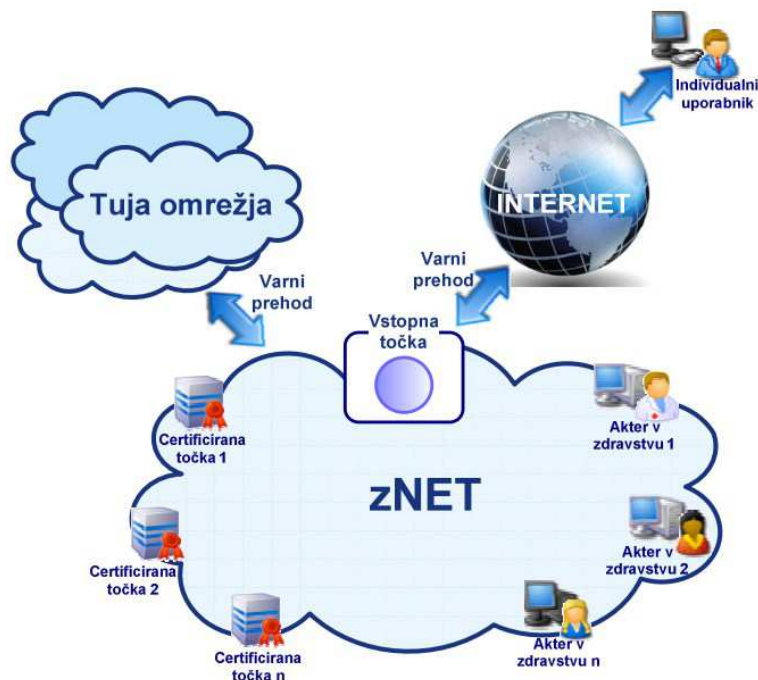 Individualni
uporabnik
Tuja omrežja
INTERNET
Varni
prehod
Varni
prehod
Vstopna
točka
Certificirana
točka 1
Akter v
zdravstvu 1
zNET
Certificirana
točka 2
Akter v
zdravstvu 2
Certificirana
točka n
Akter v
zdravstvu n